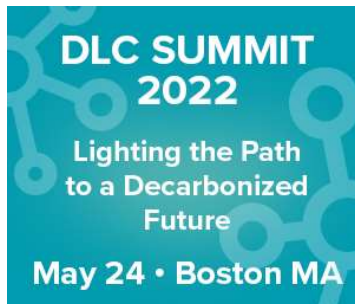 DLC SUMMIT
2022
Lighting the Path
to a Decarbonized
Future
May 24 • Boston MA